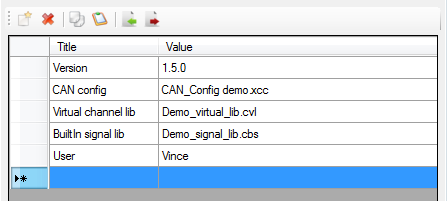 Title Value
Version 1.5.0
CAN config CAN_Config demo.xcc
Virtual channel lib Demo_virtual_lib.cvl
BuiltIn signal lib Demo_signal_lib.cbs
User Vince